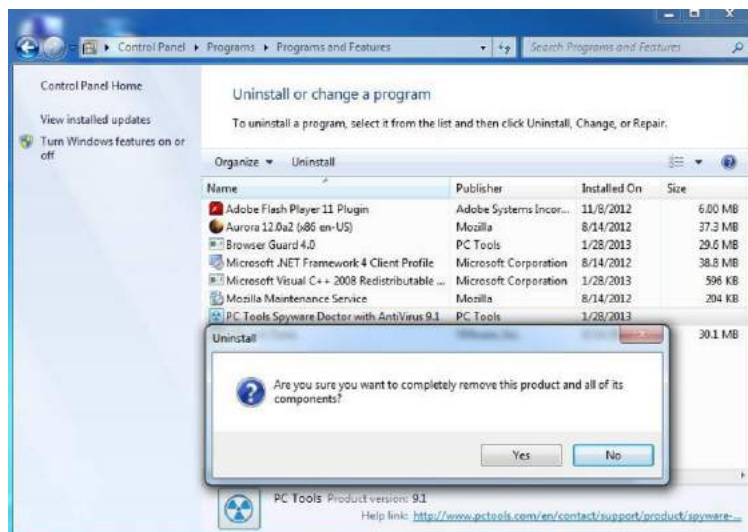 Control Panel ▸ Programs ▸ Programs and Features
Search Programs and Features
Control Panel Home
View installed updates
Turn Windows features on or
off
Uninstall or change a program
To uninstall a program, select it from the list and then click Uninstall, Change, or Repair.
Organize Uninstall
Name Publisher Installed On Size
Adobe Flash Player 11 Plugin Adobe Systems Incor... 11/8/2012 6.00 MB
Aurora 12.0a2 (x86 en-US) Mozilla 8/14/2012 37.3 MB
Browser Guard 4.0 PC Tools 1/28/2013 29.6 MB
Microsoft .NET Framework 4 Client Profile Microsoft Corporation 8/14/2012 38.8 MB
Microsoft Visual C++ 2008 Redistributable ... Microsoft Corporation 1/28/2013 596 KB
Mozilla Maintenance Service Mozilla 8/14/2012 204 KB
PC Tools Spyware Doctor with AntiVirus 9.1 PC Tools 1/28/2013
30.1 MB
Uninstall
Are you sure you want to completely remove this product and all of its
components?
Yes No
PC Tools Product version: 9.1
Help link: http://www.pctools.com/en/contact/support/product/spyware-...